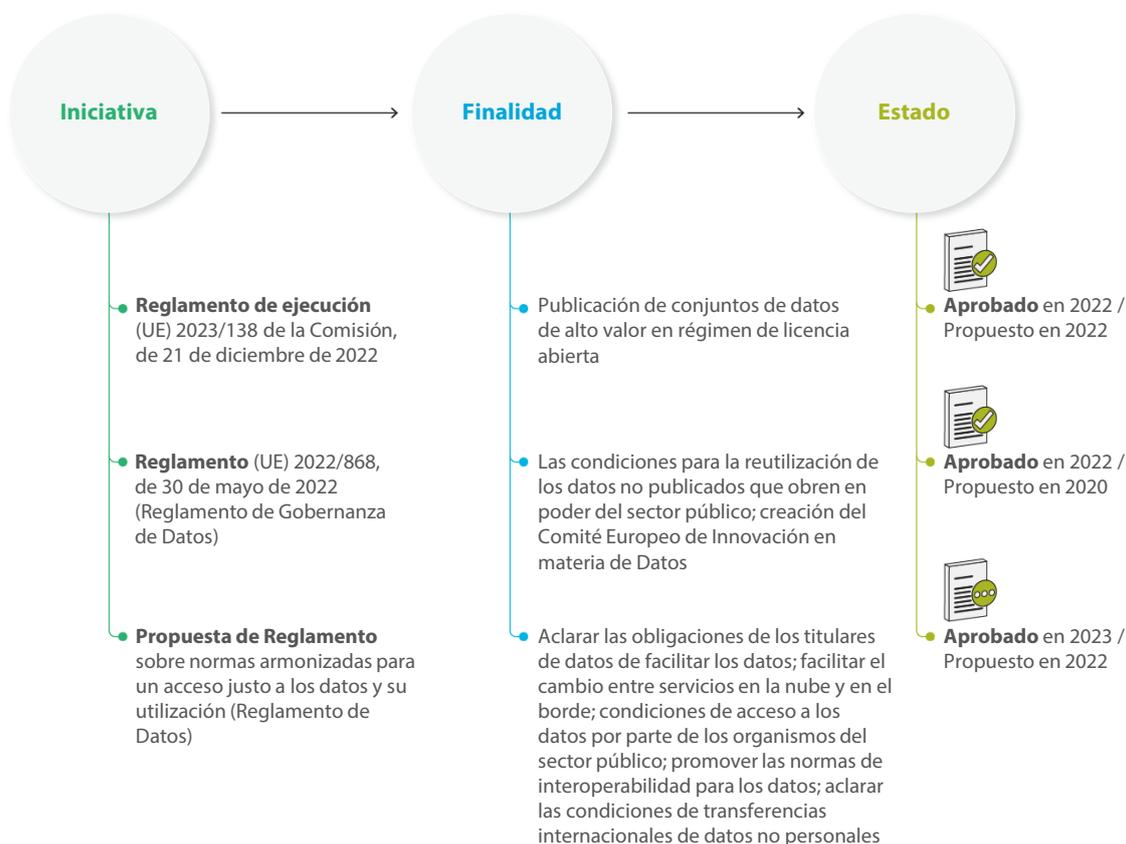 Iniciativa
Finalidad
Estado
Reglamento de ejecución
(UE) 2023/138 de la Comisión,
de 21 de diciembre de 2022
Publicación de conjuntos de datos
de alto valor en régimen de licencia
abierta
Aprobado en 2022 /
Propuesto en 2022
Reglamento (UE) 2022/868,
de 30 de mayo de 2022
(Reglamento de Gobernanza
de Datos)
Las condiciones para la reutilización de
los datos no publicados que obren en
poder del sector público; creación del
Comité Europeo de Innovación en
materia de Datos
Aprobado en 2022 /
Propuesto en 2020
Propuesta de Reglamento
sobre normas armonizadas para
un acceso justo a los datos y su
utilización (Reglamento de
Datos)
Aclarar las obligaciones de los titulares
de datos de facilitar los datos; facilitar el
cambio entre servicios en la nube y en el
borde; condiciones de acceso a los
datos por parte de los organismos del
sector público; promover las normas de
interoperabilidad para los datos; aclarar
las condiciones de transferencias
internacionales de datos no personales
Aprobado en 2023 /
Propuesto en 2022